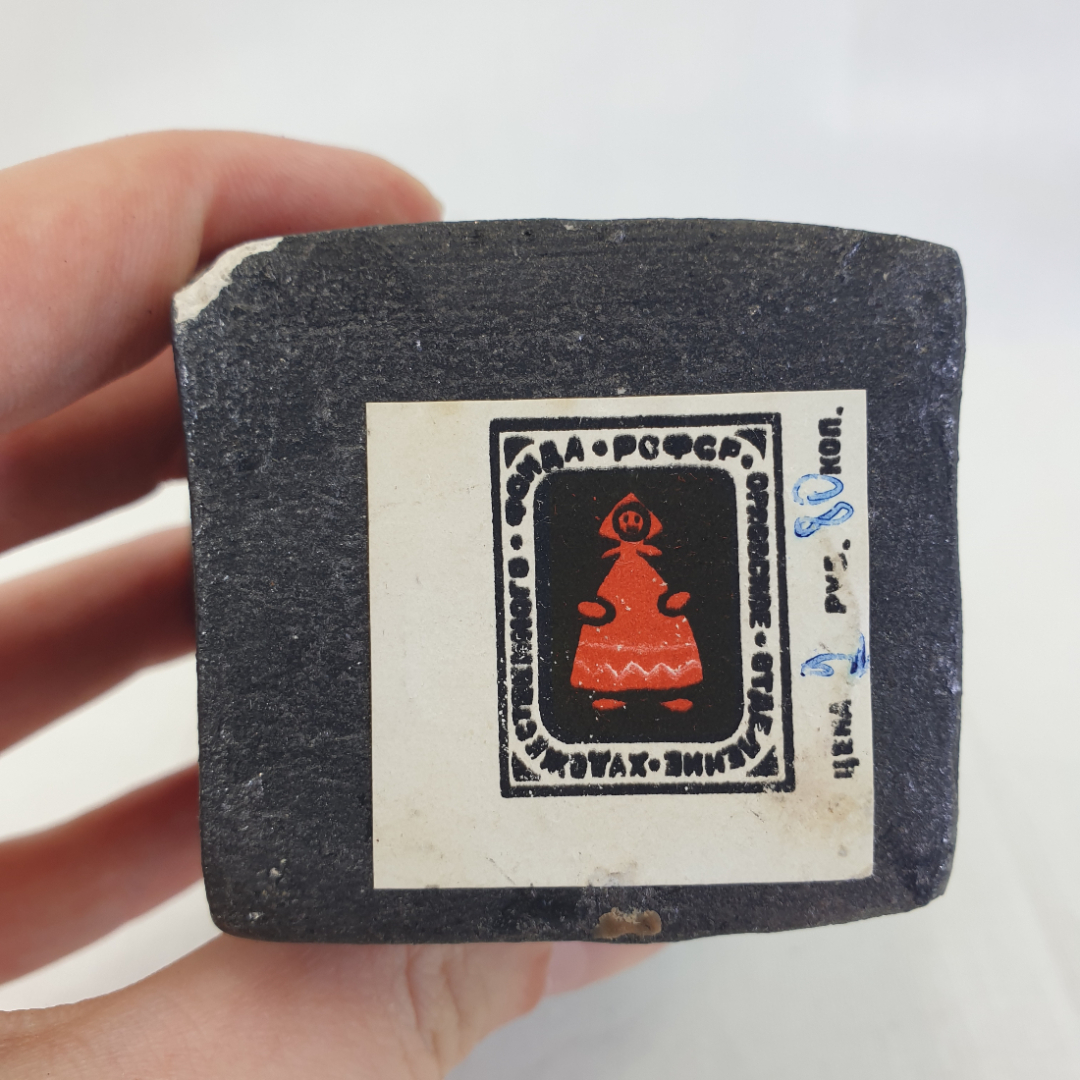 ОРЛОВСКОЕ • ОТДЕЛЕНИЕ • ХУДОЖЕСТВЕННОГО • ФОНДА • РСФСР •
ЦЕНА 2 РУБ. 80 КОП.